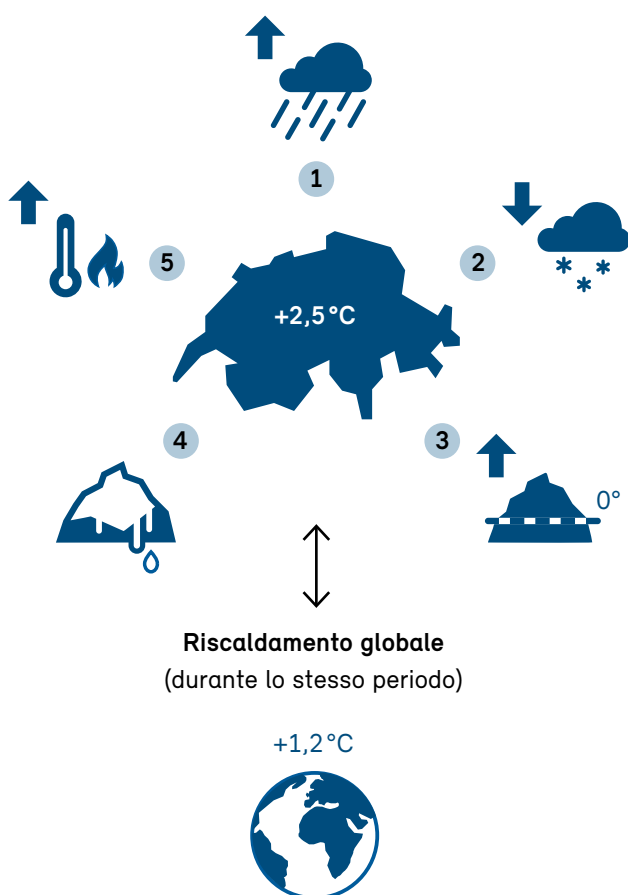 1
5
2
+2,5 °C
4
3
0°
Riscaldamento globale
(durante lo stesso periodo)
+1,2 °C